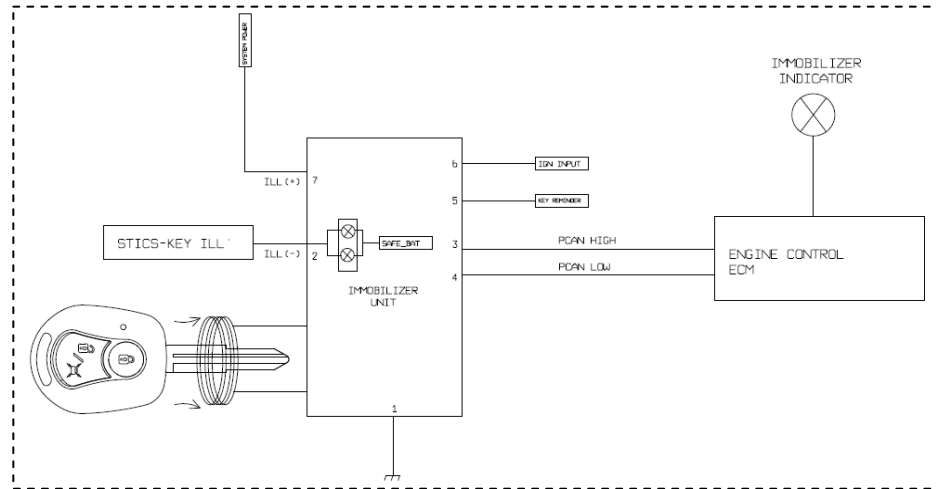 SYSTEM POWER
IMMOBILIZER
INDICATOR
6
IGN INPUT
ILL(+)
7
5
KEY REMINDER
STICS-KEY ILL'
SAFE_BAT
3
PCAN HIGH
ILL(-)
2
ENGINE CONTROL
ECM
PCAN LOW
4
IMMOBILIZER
UNIT
1